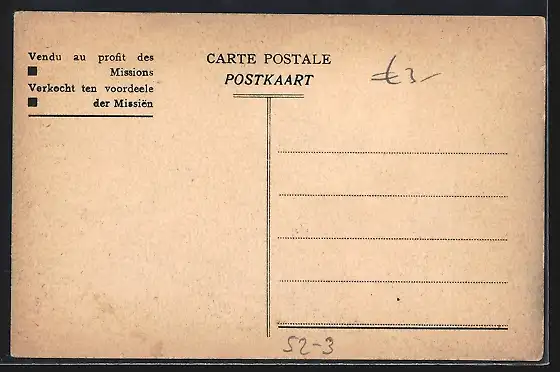 Vendu au profit des
■ Missions
Verkocht ten voordeele
■ der Missiën
CARTE POSTALE
POSTKAART
€3-
52-3